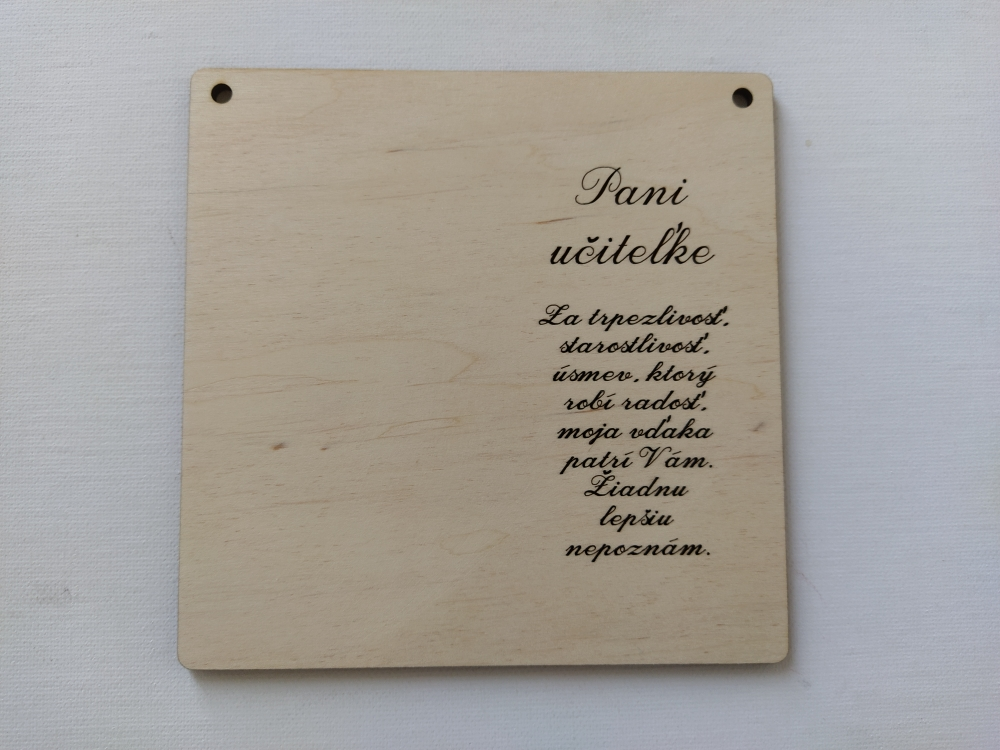 Pani
učiteľke
Za trpezlivosť,
starostlivosť,
úsmev, ktorý
robí radosť,
moja vďaka
patrí Vám.
Žiadnu
lepšiu
nepoznám.